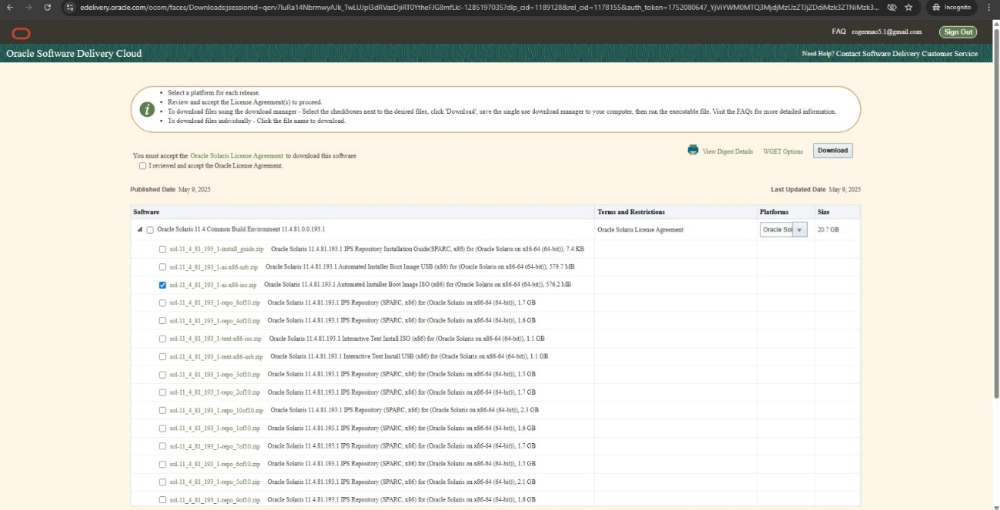 edelivery.oracle.com/ocom/faces/Downloads;jsessionid=
Incognito
FAQ rogermao5.1@gmail.com Sign Out
Oracle Software Delivery Cloud
Need Help? Contact Software Delivery Customer Service
• Select a platform for each release.
• Review and accept the License Agreement(s) to proceed.
• To download files using the download manager - Select the checkboxes next to the desired files, click 'Download', save the single use download manager to your computer, then run the executable file. Visit the FAQs for more detailed information.
• To download files individually - Click the file name to download.
You must accept the Oracle Solaris License Agreement to download this software
I reviewed and accept the Oracle License Agreement.
View Digest Details WGET Options Download
Published Date May 9, 2025
Last Updated Date May 9, 2025
Software Terms and Restrictions Platforms Size
Oracle Solaris 11.4 Common Build Environment 11.4.81.0.0.193.1 Oracle Solaris License Agreement Oracle Sol 20.7 GB
sol-11_4_81_193_1-install_guide.zip Oracle Solaris 11.4.81.193.1 IPS Repository Installation Guide(SPARC, x86) for (Oracle Solaris on x86-64 (64-bit)), 7.4 KB
sol-11_4_81_193_1-ai-x86-usb.zip Oracle Solaris 11.4.81.193.1 Automated Installer Boot Image USB (x86) for (Oracle Solaris on x86-64 (64-bit)), 579.7 MB
sol-11_4_81_193_1-ai-x86-iso.zip Oracle Solaris 11.4.81.193.1 Automated Installer Boot Image ISO (x86) for (Oracle Solaris on x86-64 (64-bit)), 576.2 MB
sol-11_4_81_193_1-repo_8of10.zip Oracle Solaris 11.4.81.193.1 IPS Repository (SPARC, x86) for (Oracle Solaris on x86-64 (64-bit)), 1.7 GB
sol-11_4_81_193_1-repo_4of10.zip Oracle Solaris 11.4.81.193.1 IPS Repository (SPARC, x86) for (Oracle Solaris on x86-64 (64-bit)), 1.6 GB
sol-11_4_81_193_1-text-x86-iso.zip Oracle Solaris 11.4.81.193.1 Interactive Text Install ISO (x86) for (Oracle Solaris on x86-64 (64-bit)), 1.1 GB
sol-11_4_81_193_1-text-x86-usb.zip Oracle Solaris 11.4.81.193.1 Interactive Text Install USB (x86) for (Oracle Solaris on x86-64 (64-bit)), 1.1 GB
sol-11_4_81_193_1-repo_3of10.zip Oracle Solaris 11.4.81.193.1 IPS Repository (SPARC, x86) for (Oracle Solaris on x86-64 (64-bit)), 1.5 GB
sol-11_4_81_193_1-repo_2of10.zip Oracle Solaris 11.4.81.193.1 IPS Repository (SPARC, x86) for (Oracle Solaris on x86-64 (64-bit)), 1.7 GB
sol-11_4_81_193_1-repo_10of10.zip Oracle Solaris 11.4.81.193.1 IPS Repository (SPARC, x86) for (Oracle Solaris on x86-64 (64-bit)), 2.3 GB
sol-11_4_81_193_1-repo_1of10.zip Oracle Solaris 11.4.81.193.1 IPS Repository (SPARC, x86) for (Oracle Solaris on x86-64 (64-bit)), 1.6 GB
sol-11_4_81_193_1-repo_7of10.zip Oracle Solaris 11.4.81.193.1 IPS Repository (SPARC, x86) for (Oracle Solaris on x86-64 (64-bit)), 1.7 GB
sol-11_4_81_193_1-repo_6of10.zip Oracle Solaris 11.4.81.193.1 IPS Repository (SPARC, x86) for (Oracle Solaris on x86-64 (64-bit)), 1.5 GB
sol-11_4_81_193_1-repo_5of10.zip Oracle Solaris 11.4.81.193.1 IPS Repository (SPARC, x86) for (Oracle Solaris on x86-64 (64-bit)), 2.1 GB
sol-11_4_81_193_1-repo_9of10.zip Oracle Solaris 11.4.81.193.1 IPS Repository (SPARC, x86) for (Oracle Solaris on x86-64 (64-bit)), 1.6 GB